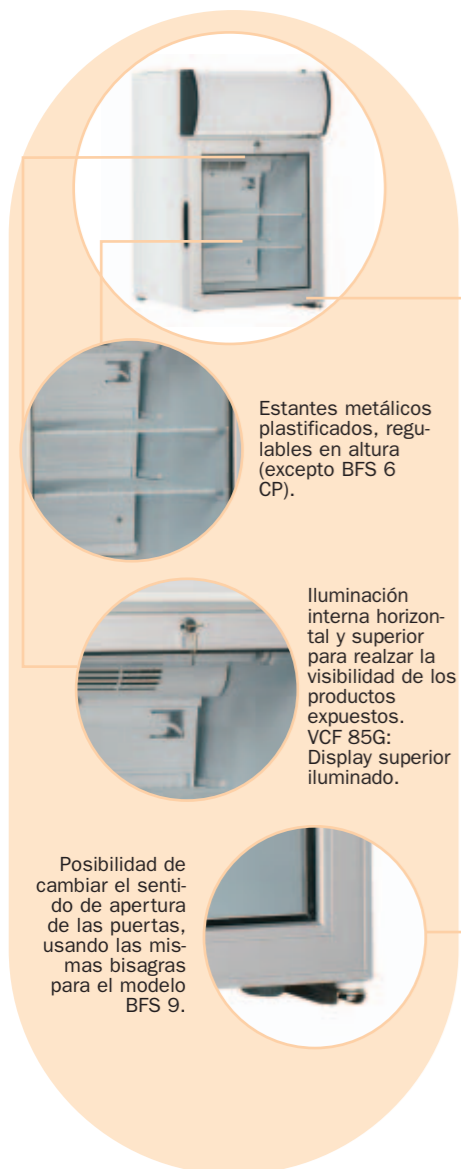 Estantes metálicos
plastificados, regu-
lables en altura
(excepto BFS 6
CP).
Iluminación
interna horizon-
tal y superior
para realzar la
visibilidad de los
productos
expuestos.
VCF 85G:
Display superior
iluminado.
Posibilidad de
cambiar el senti-
do de apertura
de las puertas,
usando las mis-
mas bisagras
para el modelo
BFS 9.